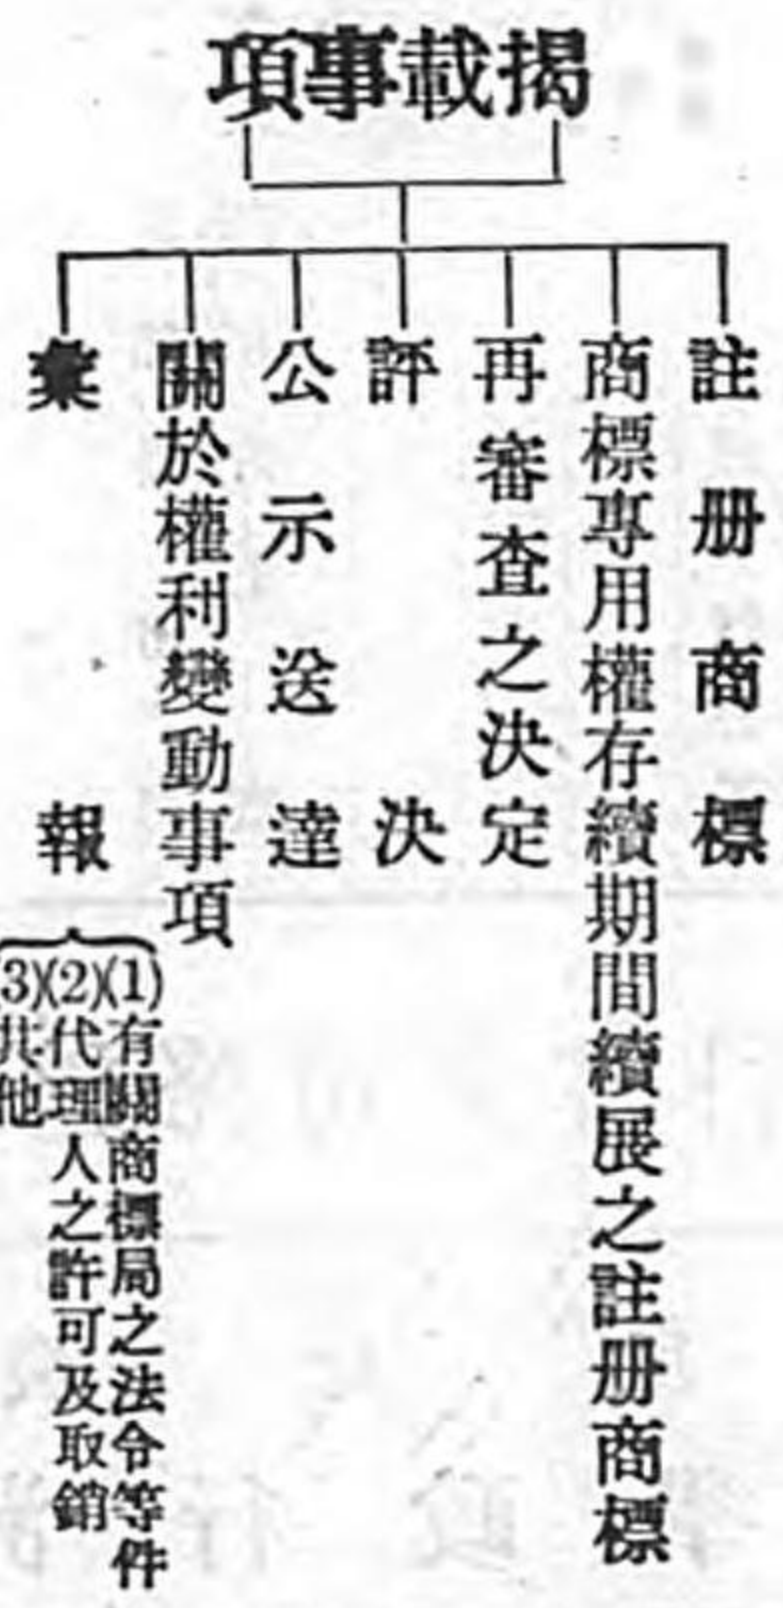 揭載事項
註册商標
商標專用權存續期間續展之註册商標
再審查之決定
評決
公示送達
關於權利變動事項
彙報
(1)有關商標局之法令等件
(2)代理人之許可及取銷
(3)其他